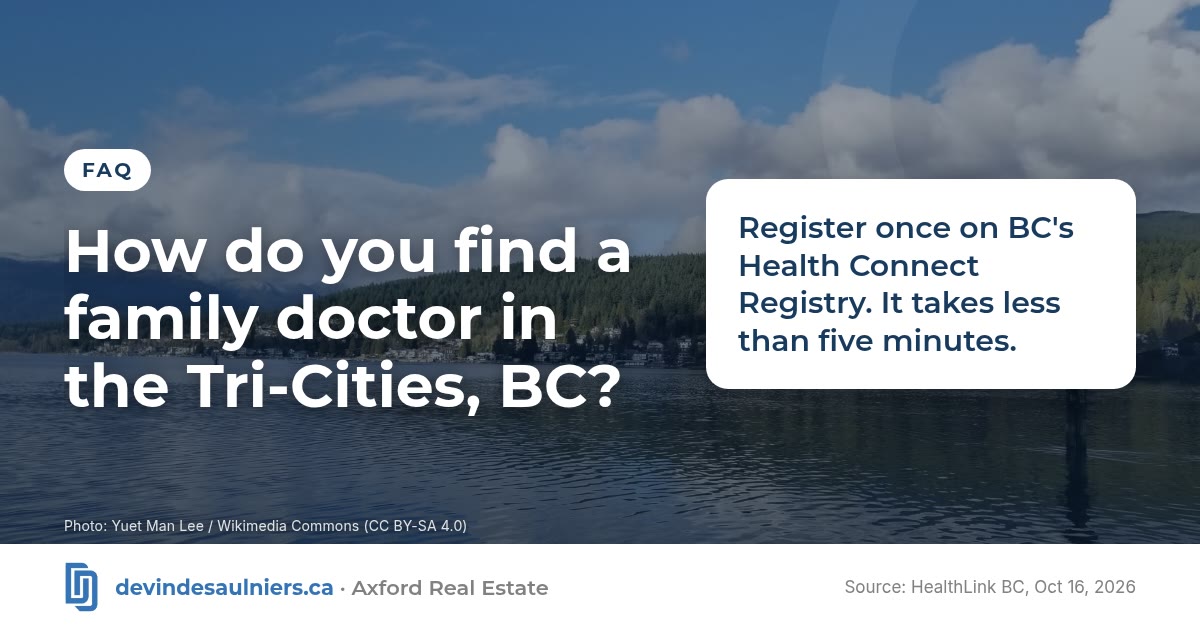 FAQ
How do you find a
family doctor in
the Tri-Cities, BC?
Register once on BC's
Health Connect
Registry. It takes less
than five minutes.
Photo: Yuet Man Lee / Wikimedia Commons (CC BY-SA 4.0)
devindesaulniers.ca · Axford Real Estate
Source: HealthLink BC, Oct 16, 2026